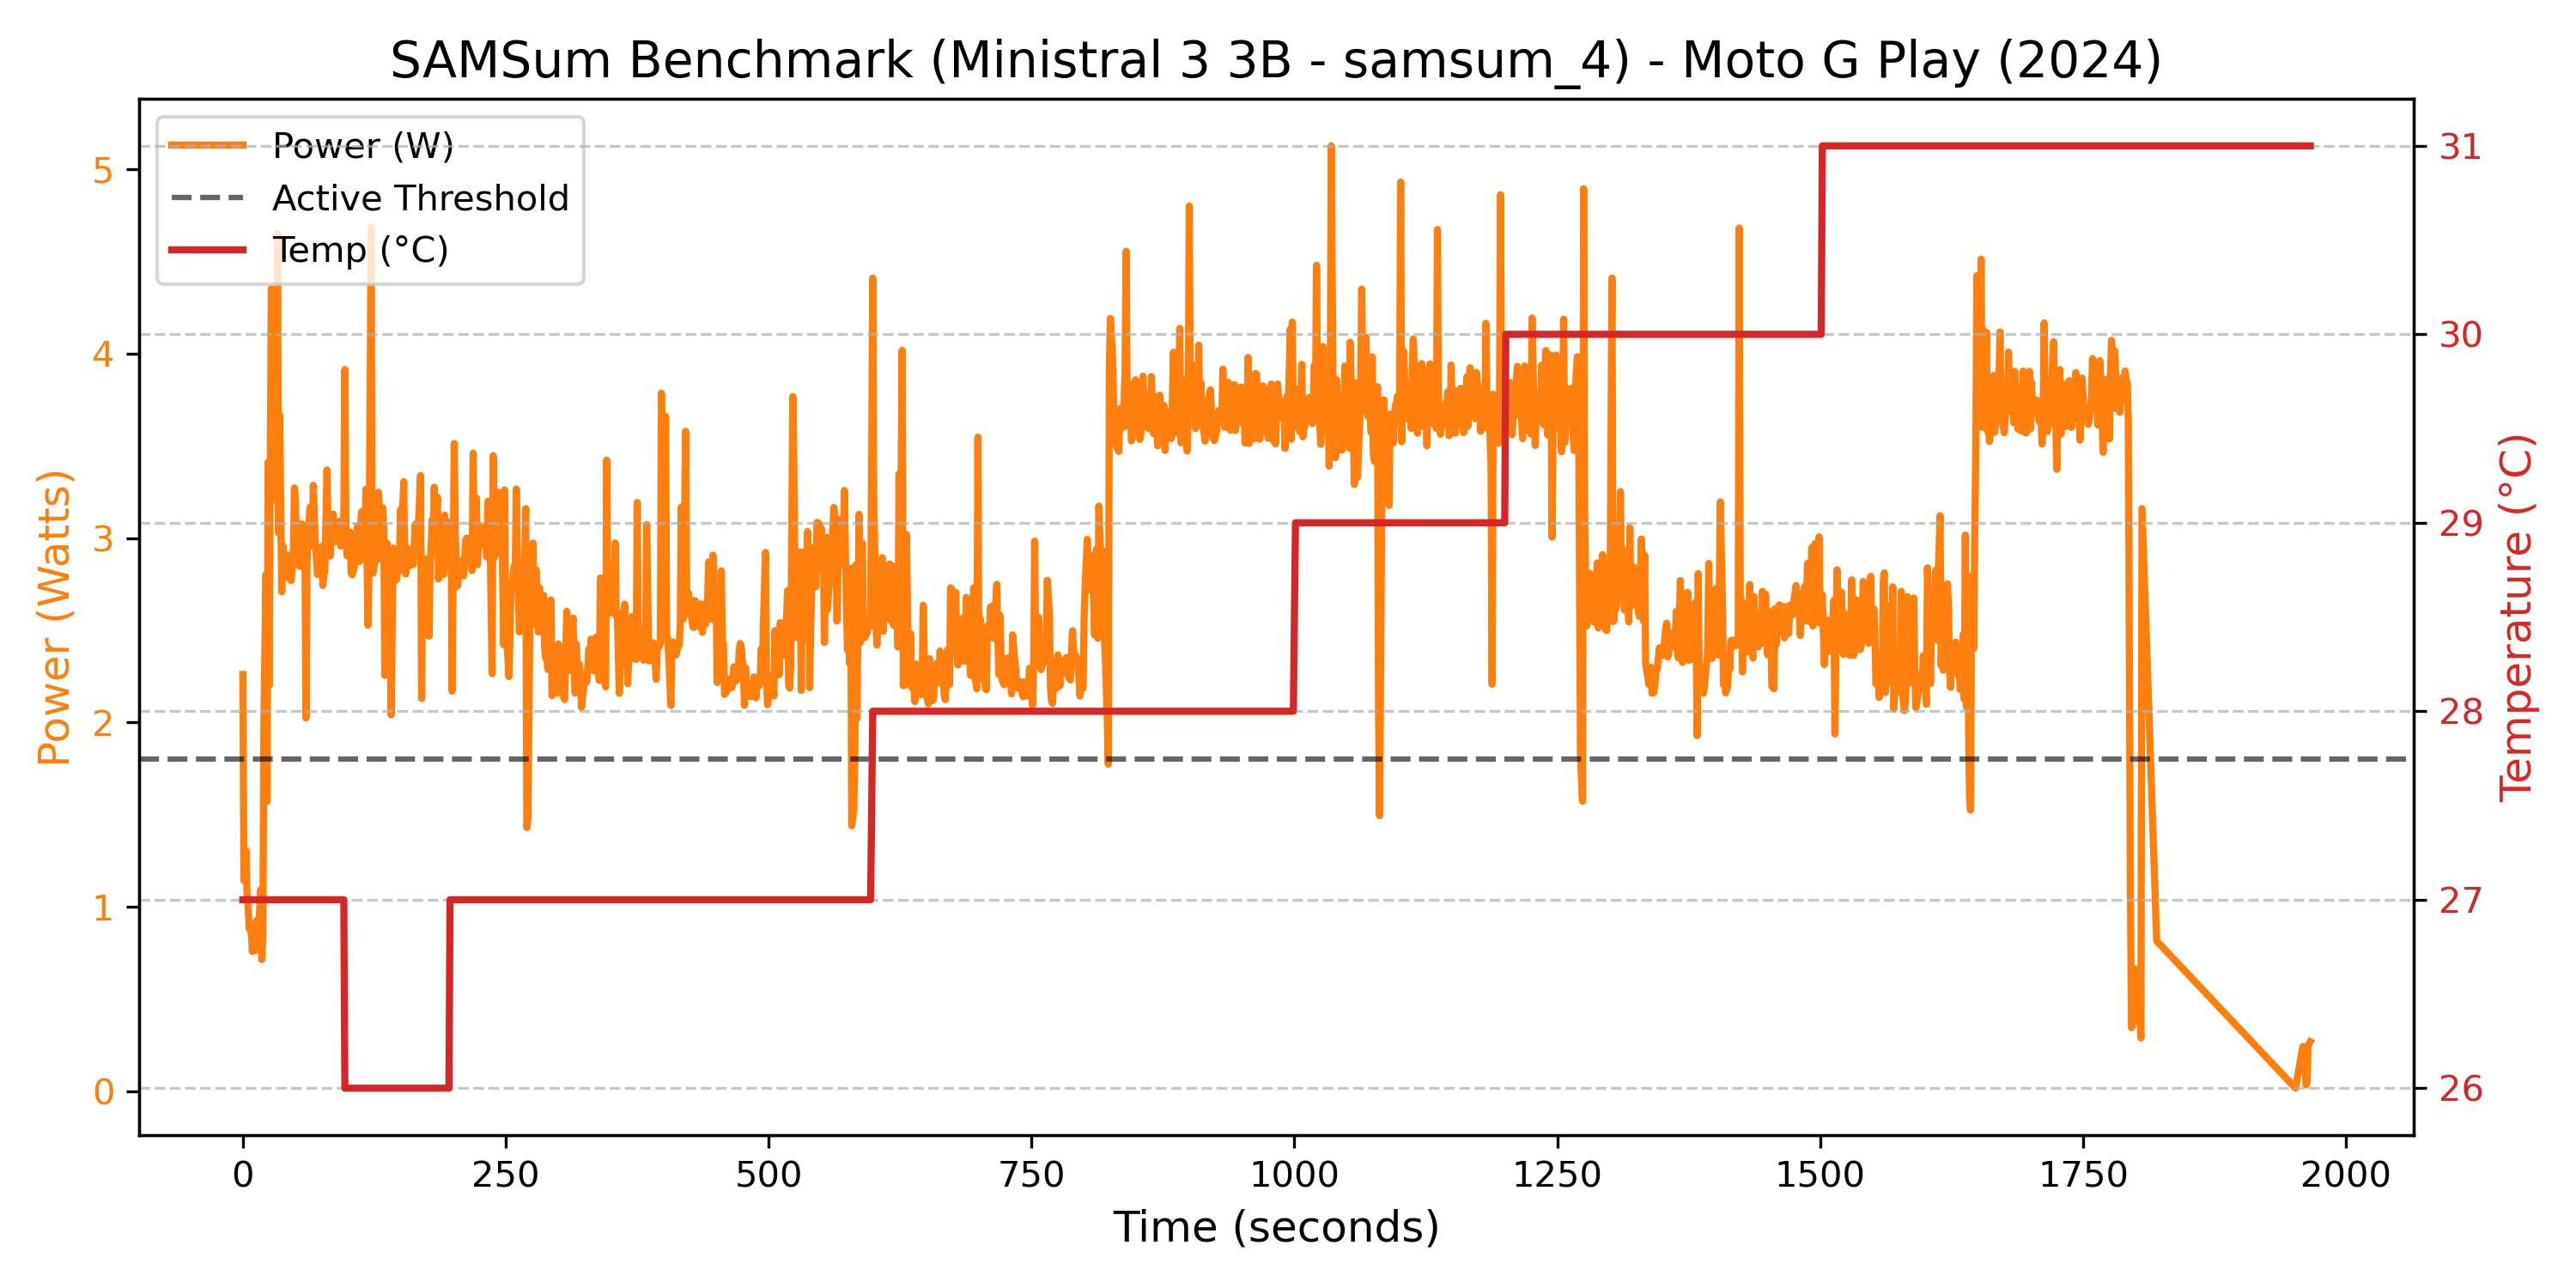 SAMSum Benchmark (Ministral 3 3B - samsum_4) - Moto G Play (2024)
Power (W)
Active Threshold
Temp (°C)
Power (Watts)
5
4
3
2
1
0
31
30
29
28
27
26
Temperature (°C)
0 250 500 750 1000 1250 1500 1750 2000
Time (seconds)